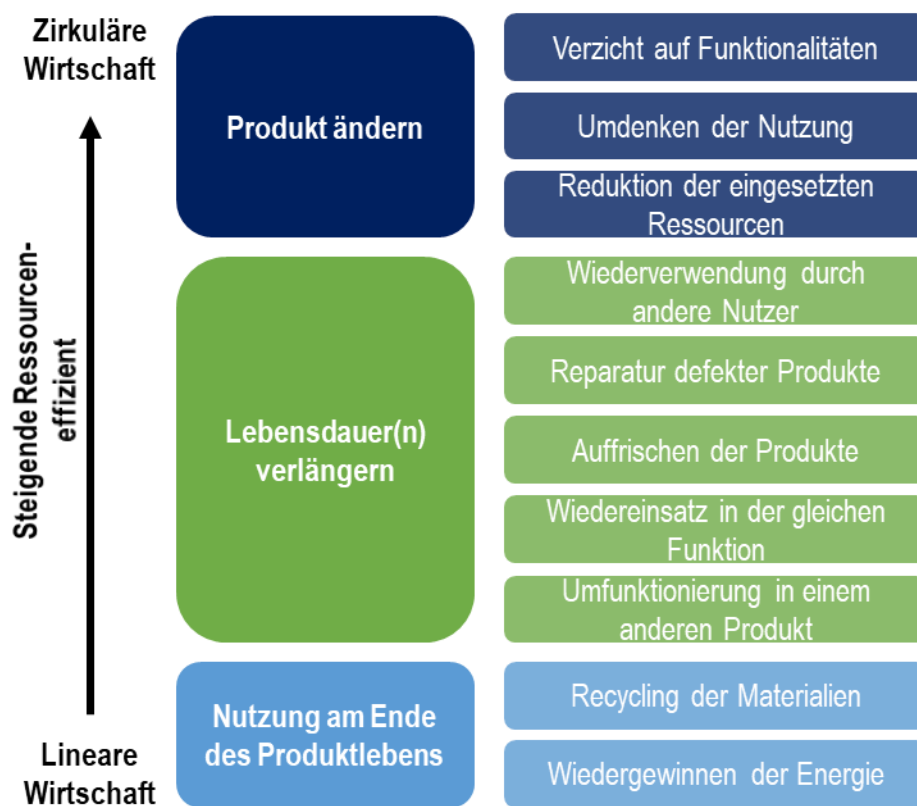 Zirkuläre
Wirtschaft
Steigende Ressourcen-
effizient
Lineare
Wirtschaft
Produkt ändern
Verzicht auf Funktionalitäten
Umdenken der Nutzung
Reduktion der eingesetzten
Ressourcen
Lebensdauer(n)
verlängern
Wiederverwendung durch
andere Nutzer
Reparatur defekter Produkte
Auffrischen der Produkte
Wiedereinsatz in der gleichen
Funktion
Umfunktionierung in einem
anderen Produkt
Nutzung am Ende
des Produktlebens
Recycling der Materialien
Wiedergewinnen der Energie